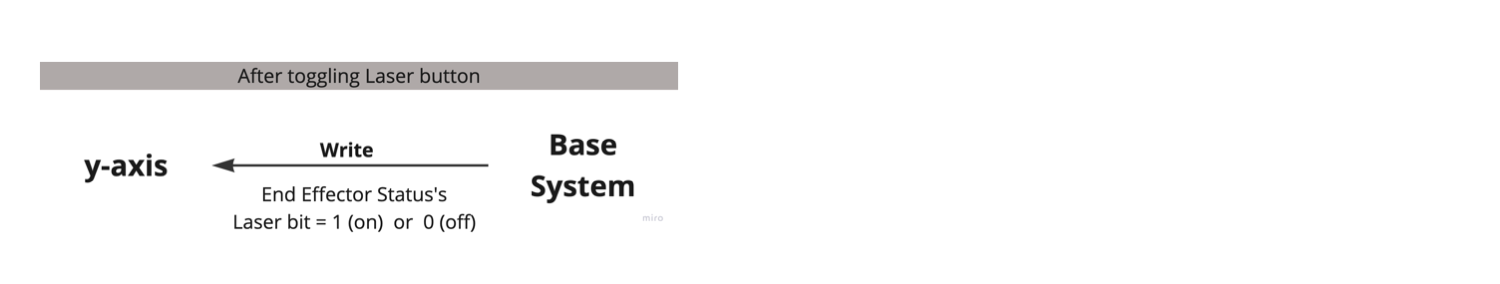 After toggling Laser button
y-axis
Write
End Effector Status's
Laser bit = 1 (on)  or  0 (off)
Base
System
miro